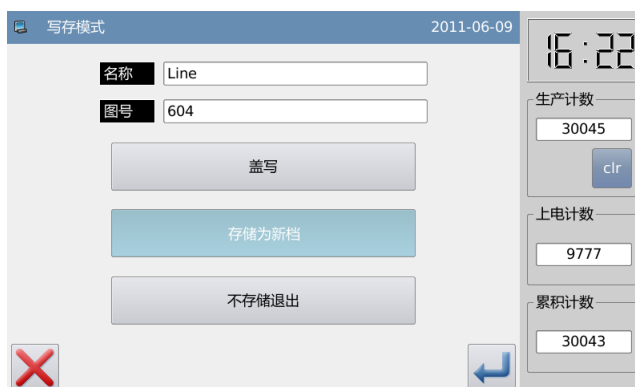 写存模式 2011-06-09
名称 Line
图号 604
盖写
存储为新档
不存储退出
16:22
生产计数
30045
clr
上电计数
9777
累积计数
30043